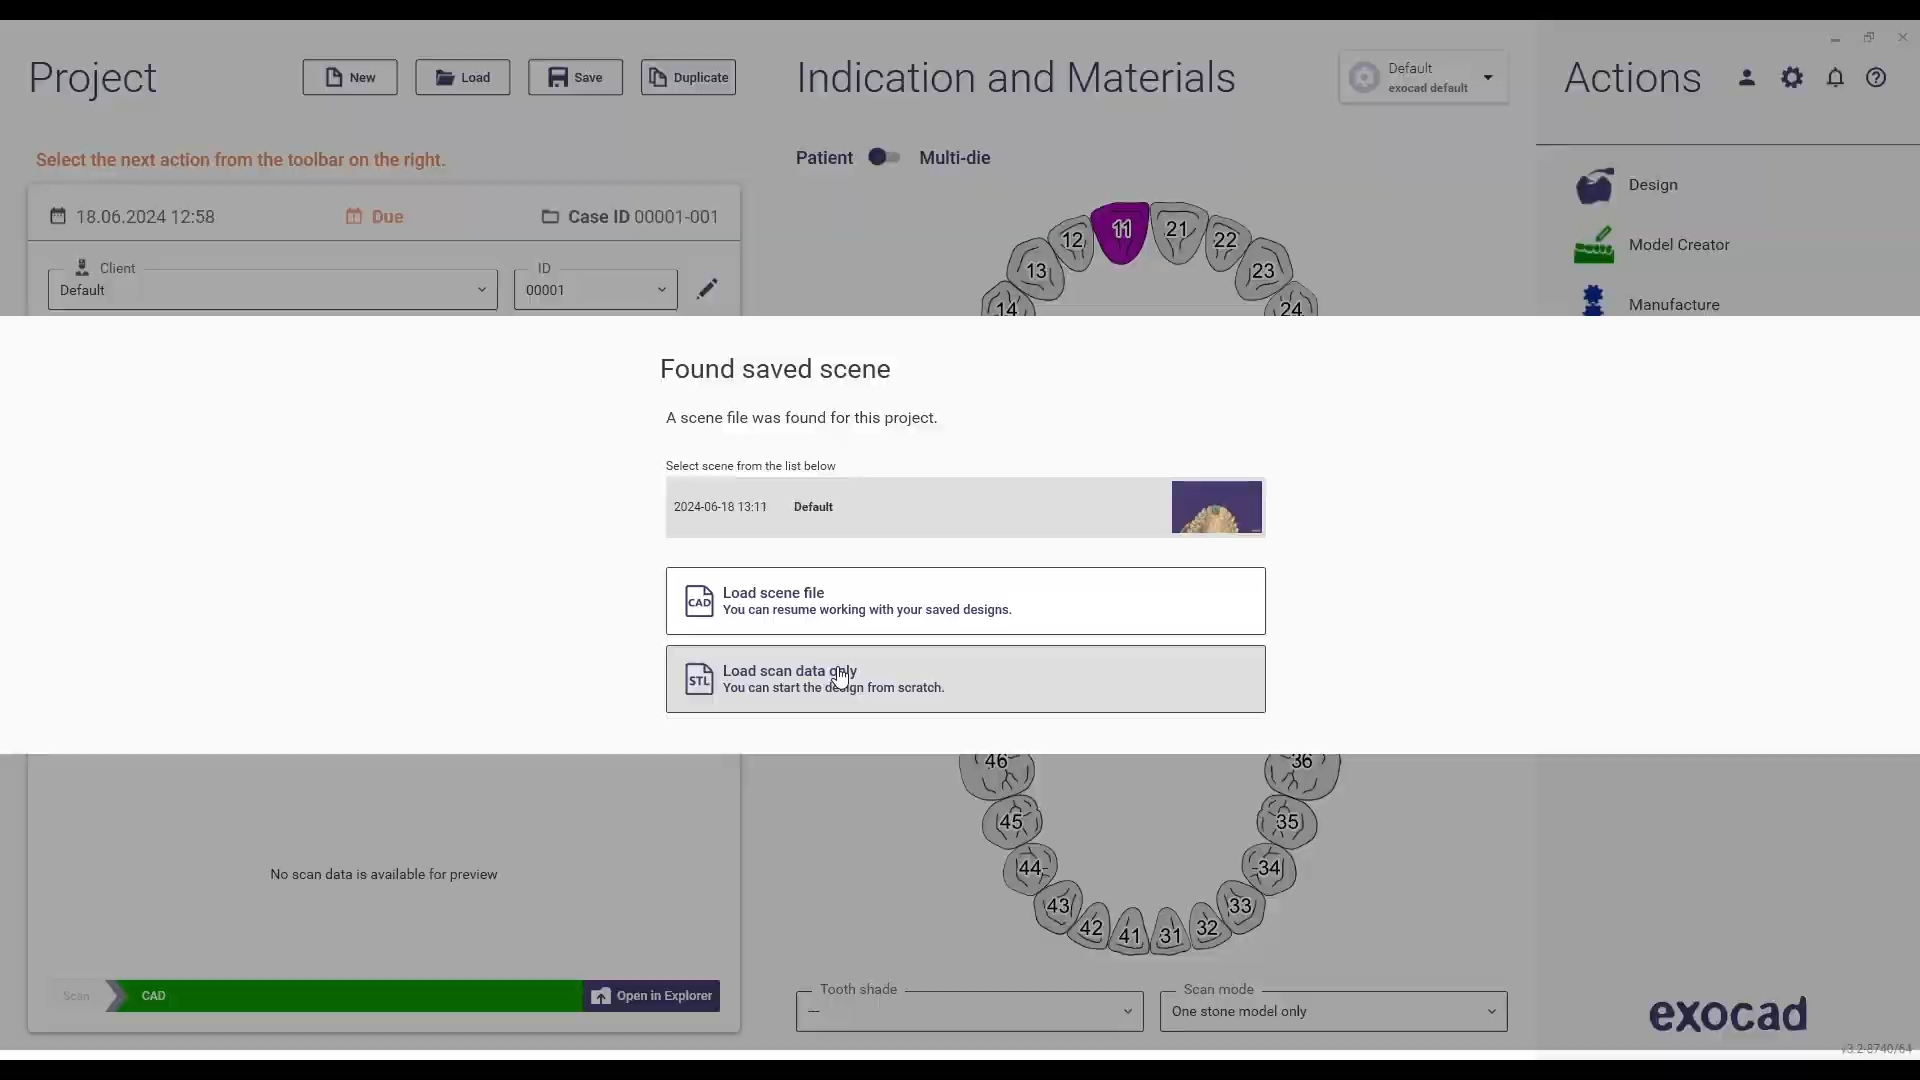 Project
New
Load
Save
Duplicate
Indication and Materials
Default
exocad default
Actions
Select the next action from the toolbar on the right.
Patient
Multi-die
18.06.2024 12:58
Due
Case ID 00001-001
Client
Default
ID
00001
11
21
12
22
13
23
14
24
Design
Model Creator
Manufacture
Found saved scene
A scene file was found for this project.
Select scene from the list below
2024-06-18 13:11
Default
CAD
Load scene file
You can resume working with your saved designs.
STL
Load scan data only
You can start the design from scratch.
46
36
45
35
44
34
43
33
42
32
41
31
No scan data is available for preview
Scan
CAD
Open in Explorer
Tooth shade
---
Scan mode
One stone model only
exocad
v3.2-8740/64